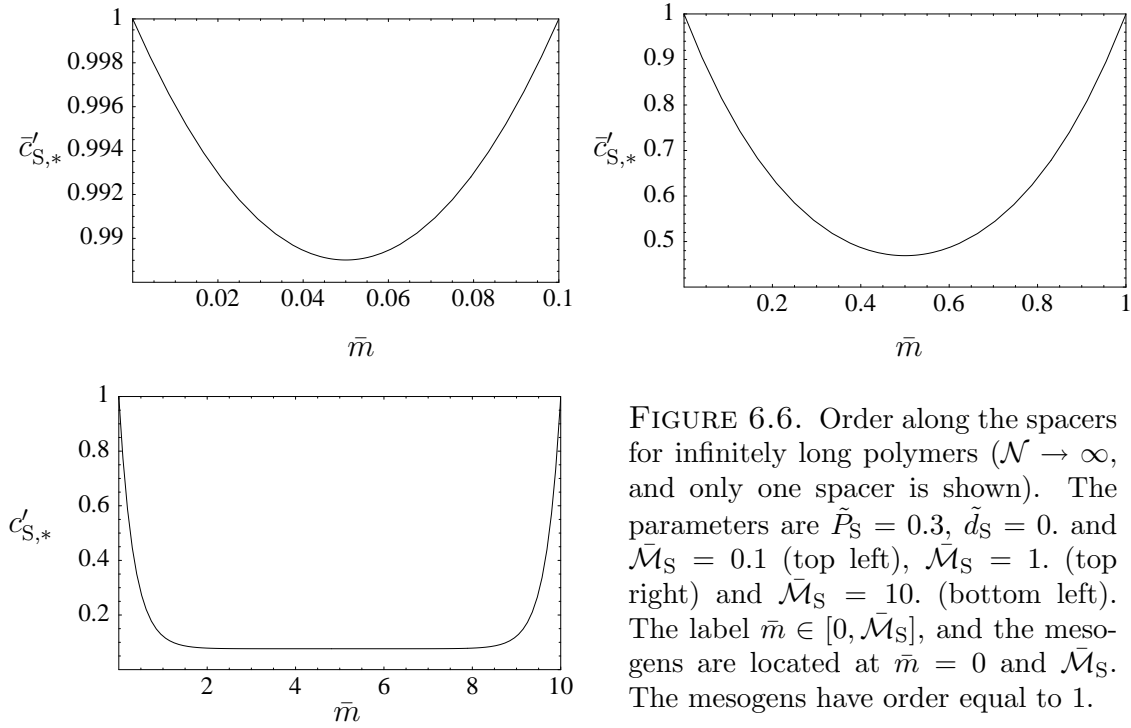 1
0.998
0.996
0.994
0.992
0.99
c̄′S,∗
0.02 0.04 0.06 0.08 0.1
m̄
1
0.9
0.8
0.7
0.6
0.5
c̄′S,∗
0.2 0.4 0.6 0.8 1
m̄
1
0.8
0.6
0.4
0.2
c′S,∗
2 4 6 8 10
m̄
FIGURE 6.6. Order along the spacers
for infinitely long polymers (𝒩 → ∞,
and only one spacer is shown). The
parameters are P̃S = 0.3, d̃S = 0. and
ℳ̄S = 0.1 (top left), ℳ̄S = 1. (top
right) and ℳ̄S = 10. (bottom left).
The label m̄ ∈ [0, ℳ̄S], and the meso-
gens are located at m̄ = 0 and ℳ̄S.
The mesogens have order equal to 1.